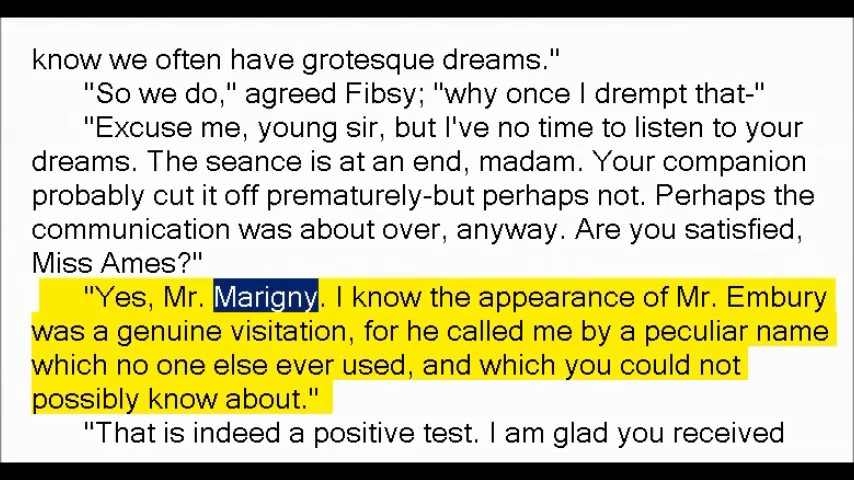 know we often have grotesque dreams."
"So we do," agreed Fibsy; "why once I drempt that-"
"Excuse me, young sir, but I've no time to listen to your
dreams. The seance is at an end, madam. Your companion
probably cut it off prematurely-but perhaps not. Perhaps the
communication was about over, anyway. Are you satisfied,
Miss Ames?"
"Yes, Mr. Marigny. I know the appearance of Mr. Embury
was a genuine visitation, for he called me by a peculiar name
which no one else ever used, and which you could not
possibly know about."
"That is indeed a positive test. I am glad you received